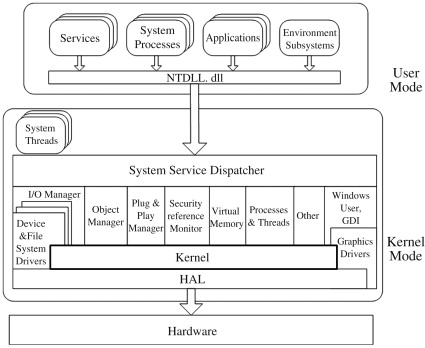 Services
System
Processes
Applications
Environment
Subsystems
NTDLL. dll
User
Mode
System
Threads
System Service Dispatcher
I/O Manager
Device
&File
System
Drivers
Object
Manager
Plug &
Play
Manager
Security
reference
Monitor
Virtual
Memory
Processes
& Threads
Other
Windows
User,
GDI
Graphics
Drivers
Kernel
Kernel
Mode
HAL
Hardware